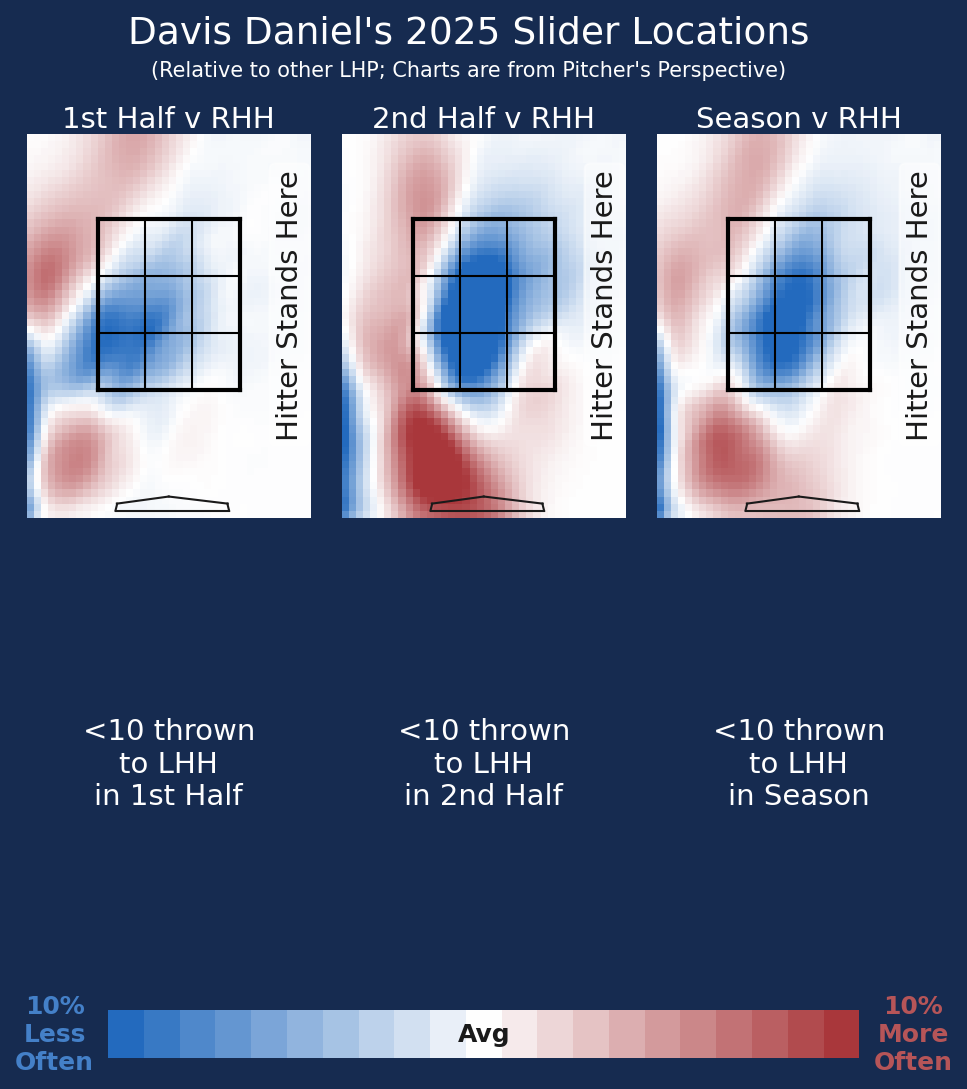 Davis Daniel's 2025 Slider Locations
(Relative to other LHP; Charts are from Pitcher's Perspective)
1st Half v RHH
2nd Half v RHH
Season v RHH
Hitter Stands Here
Hitter Stands Here
Hitter Stands Here
<10 thrown
to LHH
in 1st Half
<10 thrown
to LHH
in 2nd Half
<10 thrown
to LHH
in Season
10%
Less
Often
Avg
10%
More
Often